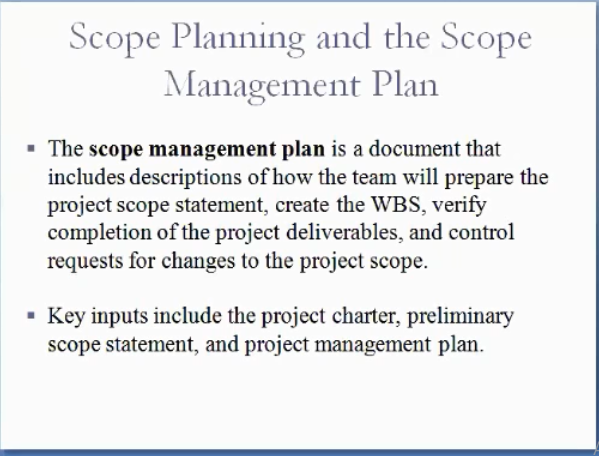 Scope Planning and the Scope
Management Plan
▪ The scope management plan is a document that
includes descriptions of how the team will prepare the
project scope statement, create the WBS, verify
completion of the project deliverables, and control
requests for changes to the project scope.
▪ Key inputs include the project charter, preliminary
scope statement, and project management plan.